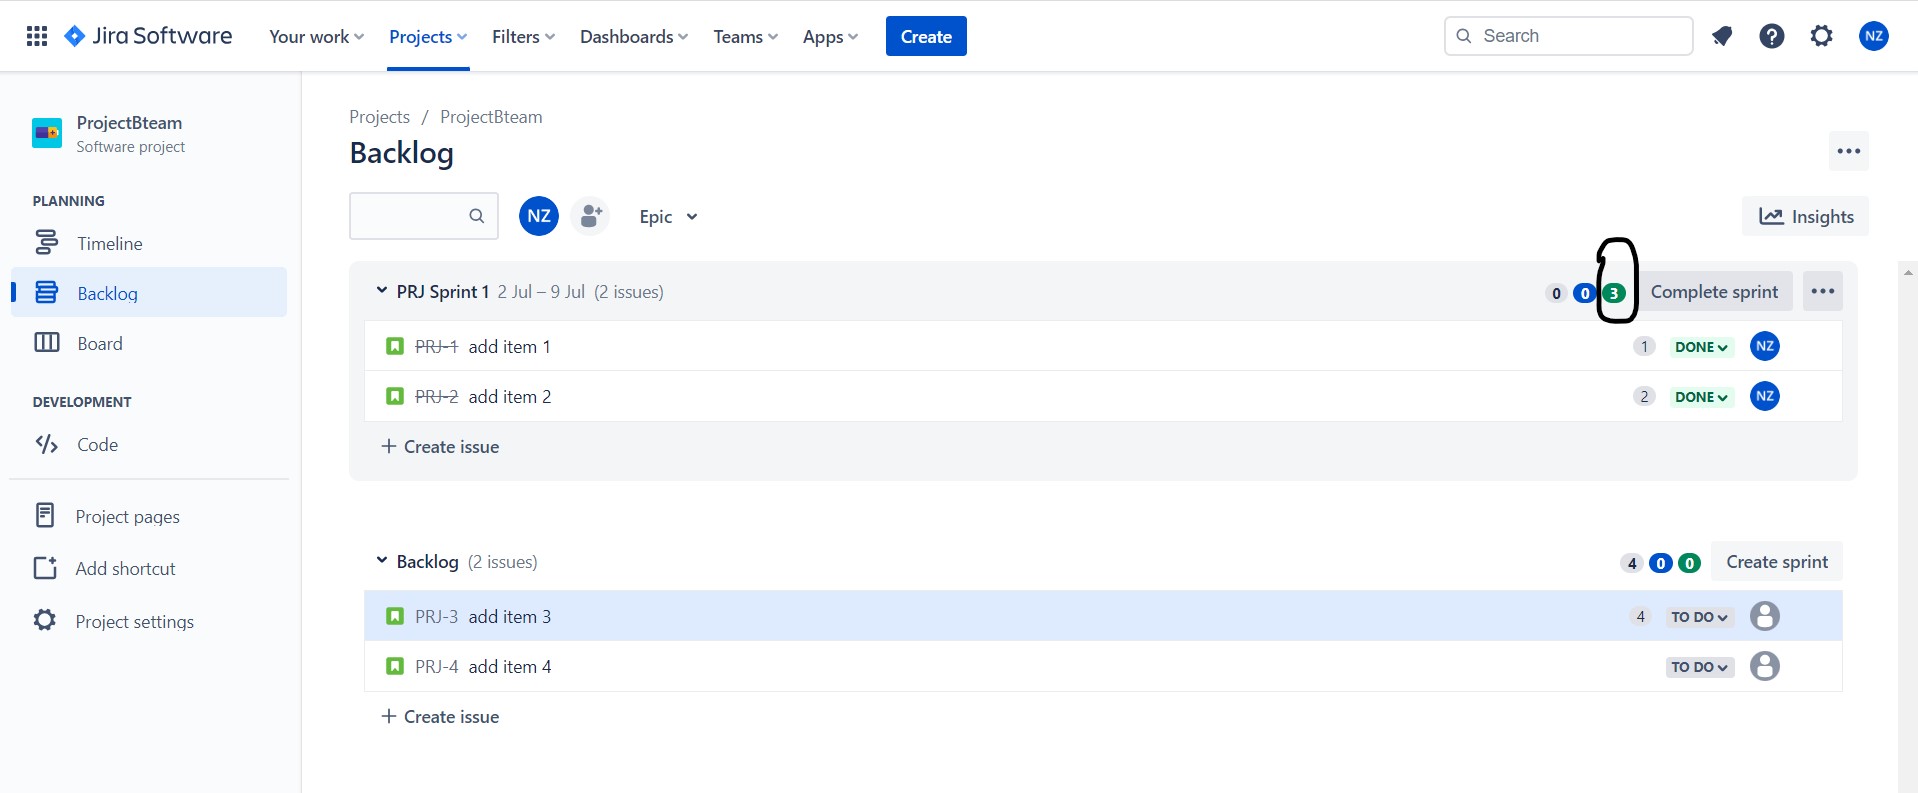 Jira Software Your work Projects Filters Dashboards Teams Apps Create Search NZ
ProjectBteam
Software project
PLANNING
Timeline
Backlog
Board
DEVELOPMENT
Code
Project pages
Add shortcut
Project settings
Projects / ProjectBteam
Backlog
NZ Epic Insights
PRJ Sprint 1 2 Jul – 9 Jul (2 issues) 0 0 3 Complete sprint
PRJ-1 add item 1 1 DONE NZ
PRJ-2 add item 2 2 DONE NZ
+ Create issue
Backlog (2 issues) 4 0 0 Create sprint
PRJ-3 add item 3 4 TO DO
PRJ-4 add item 4 TO DO
+ Create issue